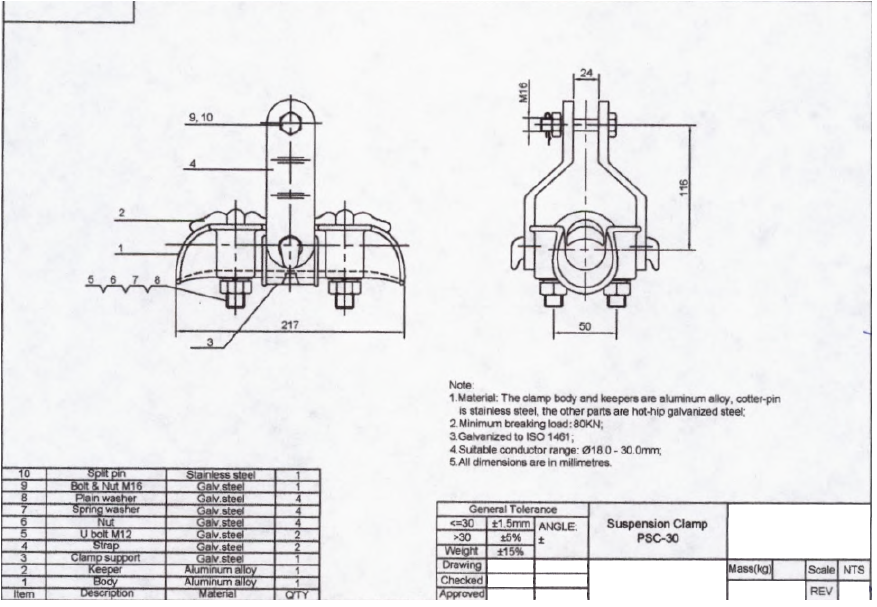 24
M16
9, 10
4
116
2
1
5 6 7 8
217
3
50
Note:
1.Material: The clamp body and keepers are aluminum alloy, cotter-pin
is stainless steel, the other parts are hot-hip galvanized steel;
2.Minimum breaking load: 80KN;
3.Galvanized to ISO 1461;
4.Suitable conductor range: Ø18.0 - 30.0mm;
5.All dimensions are in millimetres.
10 Split pin Stainless steel 1
9 Bolt & Nut M16 Galv.steel 1
8 Plain washer Galv.steel 4
7 Spring washer Galv.steel 4
6 Nut Galv.steel 4
5 U bolt M12 Galv.steel 2
4 Strap Galv.steel 2
3 Clamp support Galv.steel 1
2 Keeper Aluminum alloy 1
1 Body Aluminum alloy 1
Item Description Material Q'TY
General Tolerance
<=30 ±1.5mm ANGLE:
>30 ±5% ±
Weight ±15%
Suspension Clamp
PSC-30
Drawing
Checked
Approved
Mass(kg) Scale NTS
REV